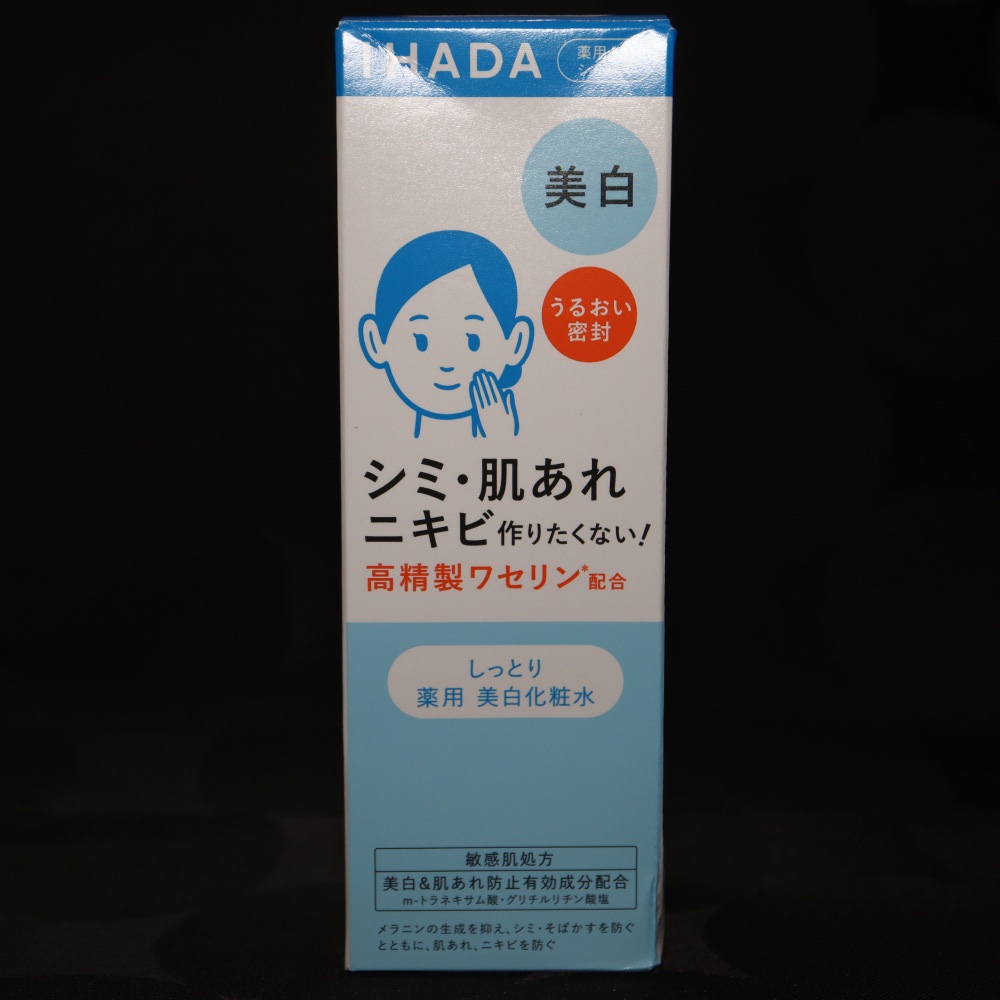 IHADA
薬用
美白
うるおい
密封
シミ・肌あれ
ニキビ作りたくない!
高精製ワセリン*配合
しっとり
薬用 美白化粧水
敏感肌処方
美白&肌あれ防止有効成分配合
m-トラネキサム酸・グリチルリチン酸塩
メラニンの生成を抑え、シミ・そばかすを防ぐ
とともに、肌あれ、ニキビを防ぐ